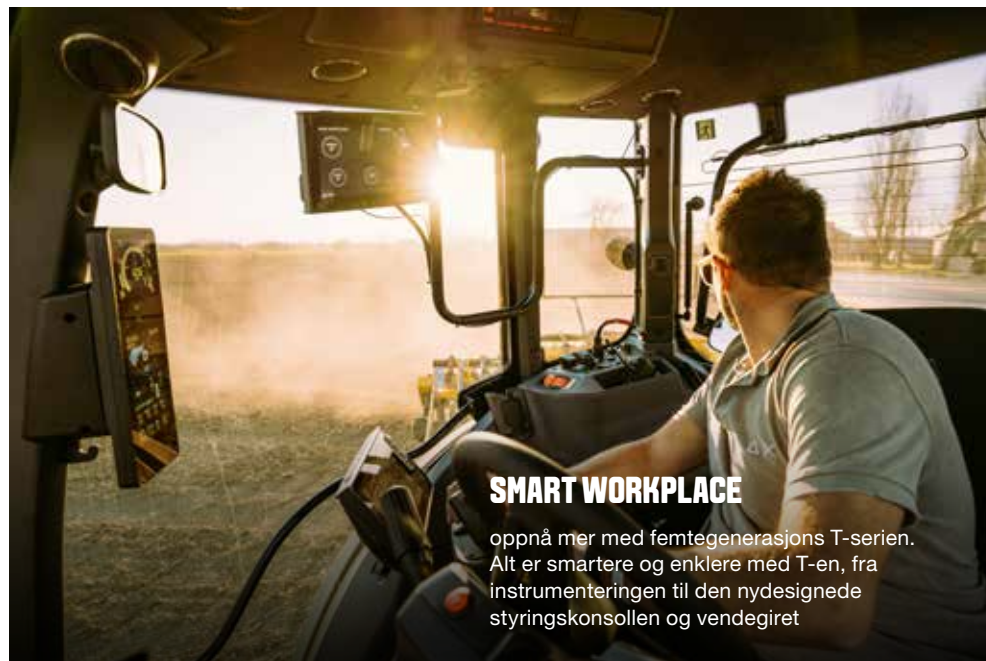 SMART WORKPLACE
oppnå mer med femtegenerasjons T-serien.
Alt er smartere og enklere med T-en, fra
instrumenteringen til den nydesignede
styringskonsollen og vendegiret